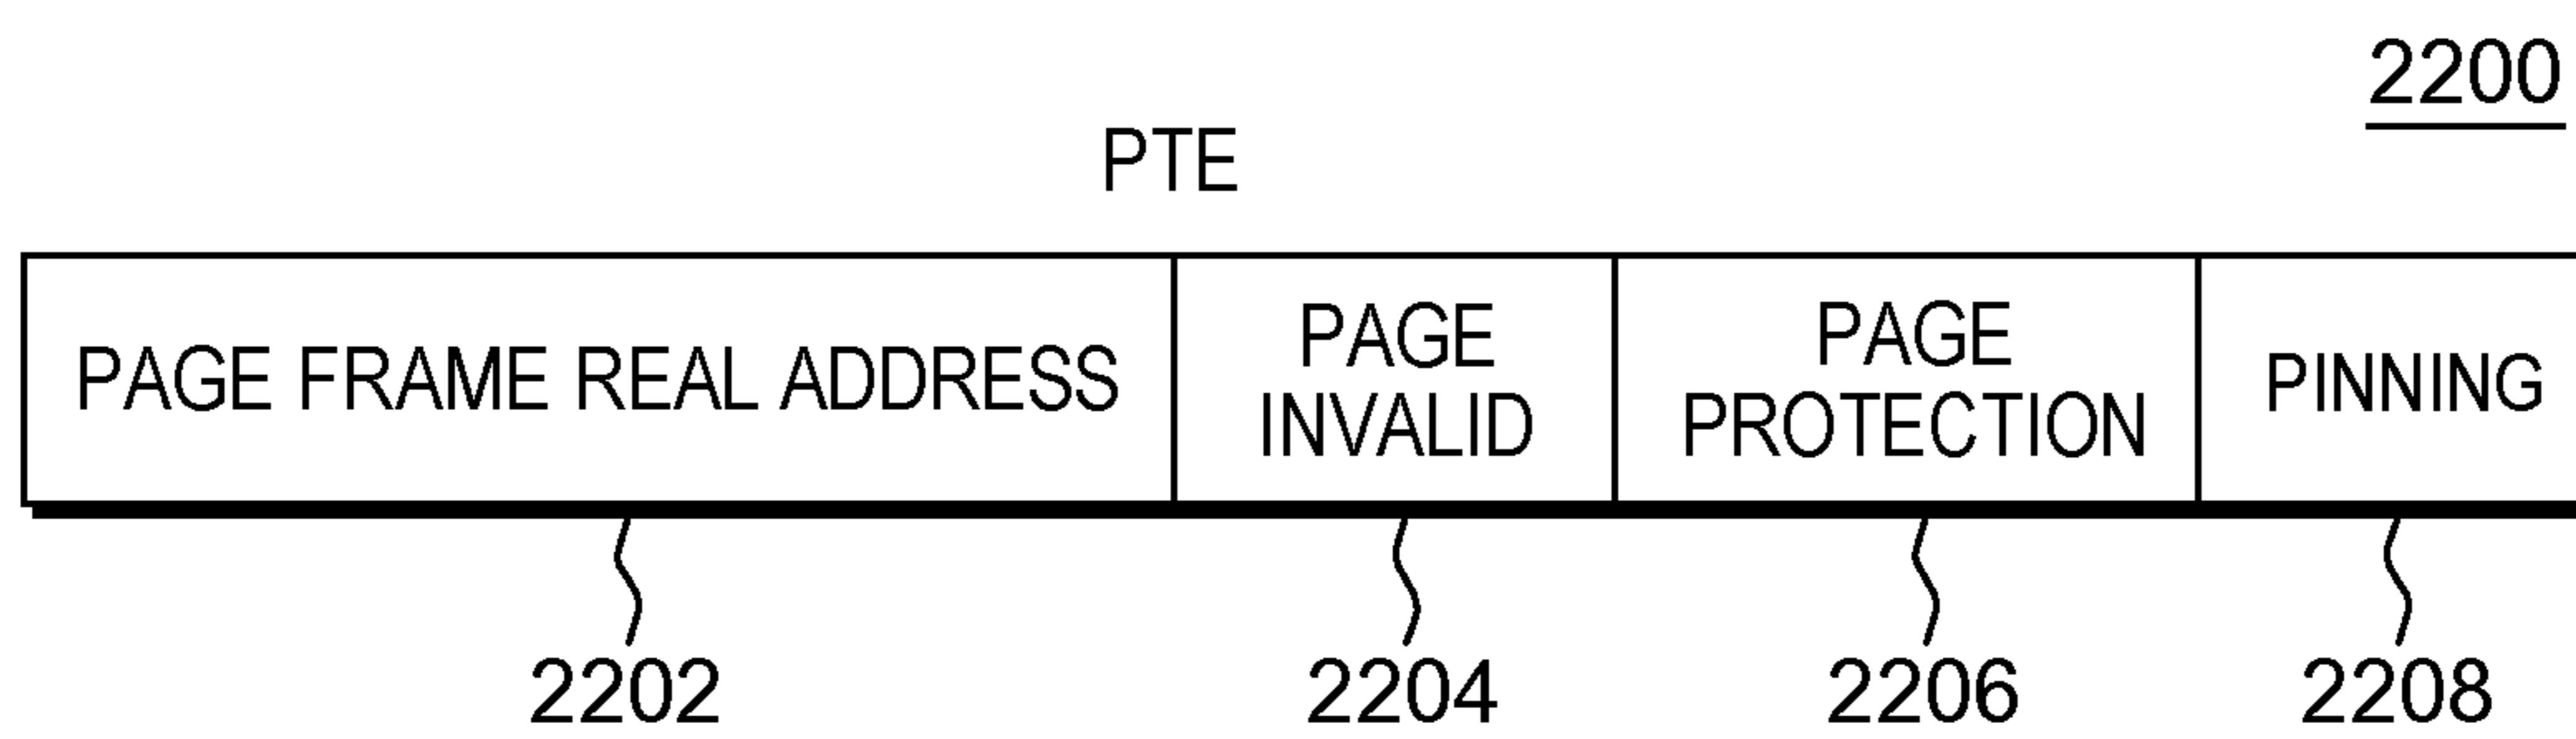 2200
PTE
PAGE FRAME REAL ADDRESS
PAGE
INVALID
PAGE
PROTECTION
PINNING
2202
2204
2206
2208